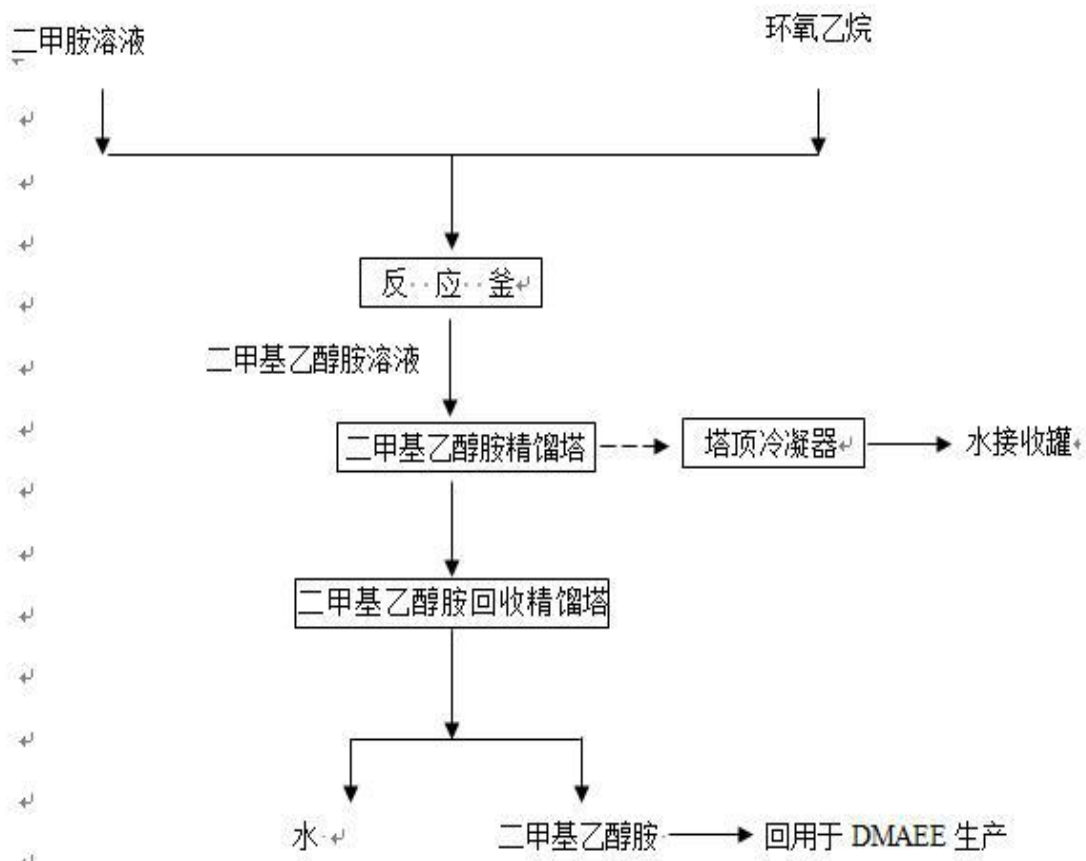 二甲胺溶液
环氧乙烷
反应釜
二甲基乙醇胺溶液
二甲基乙醇胺精馏塔
塔顶冷凝器
水接收罐
二甲基乙醇胺回收精馏塔
水
二甲基乙醇胺
回用于 DMAEE 生产